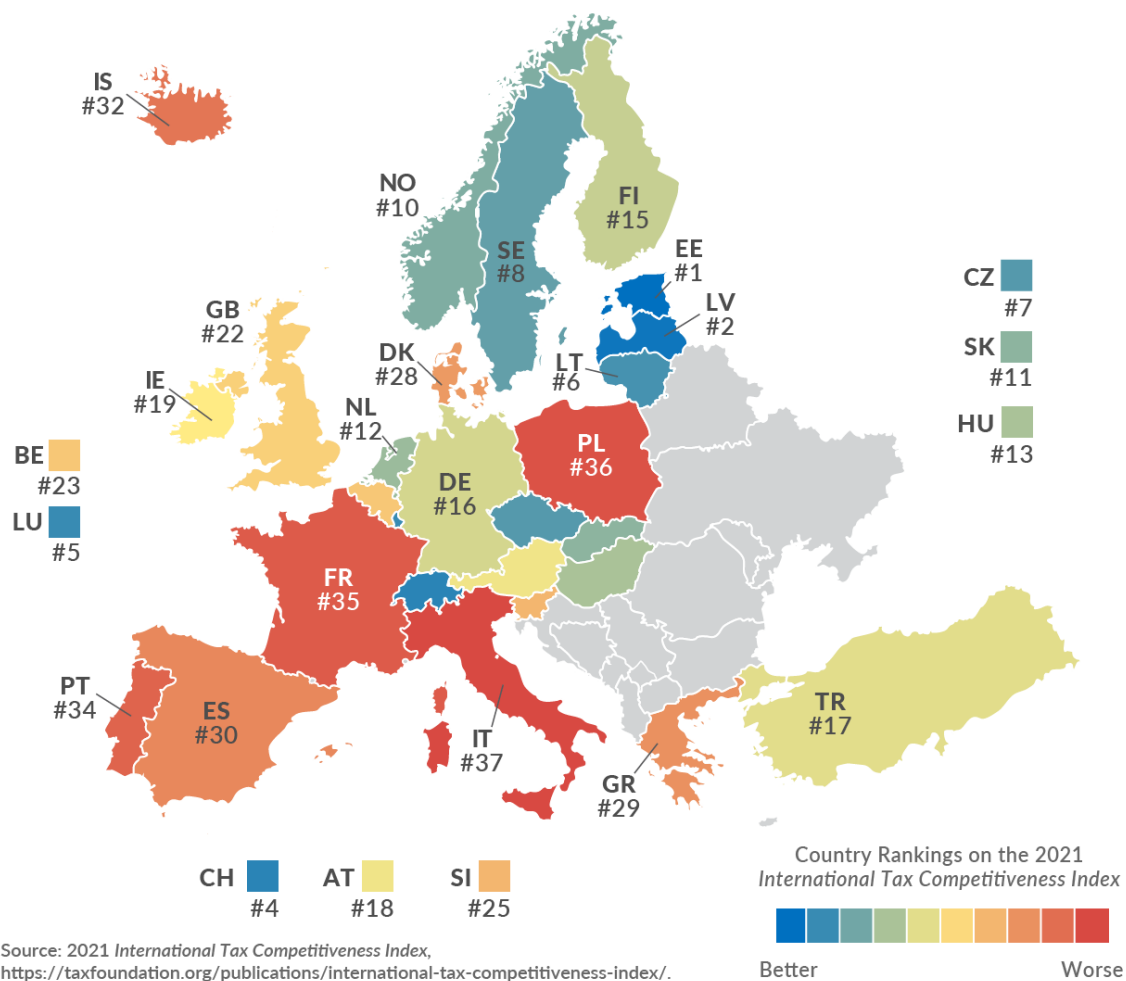 IS
#32
NO
#10
FI
#15
SE
#8
EE
#1
LV
#2
CZ
#7
GB
#22
DK
#28
LT
#6
SK
#11
IE
#19
NL
#12
HU
#13
BE
#23
PL
#36
DE
#16
LU
#5
FR
#35
PT
#34
ES
#30
IT
#37
TR
#17
GR
#29
CH
#4
AT
#18
SI
#25
Country Rankings on the 2021
International Tax Competitiveness Index
Better
Worse
Source: 2021 International Tax Competitiveness Index,
https://taxfoundation.org/publications/international-tax-competitiveness-index/.